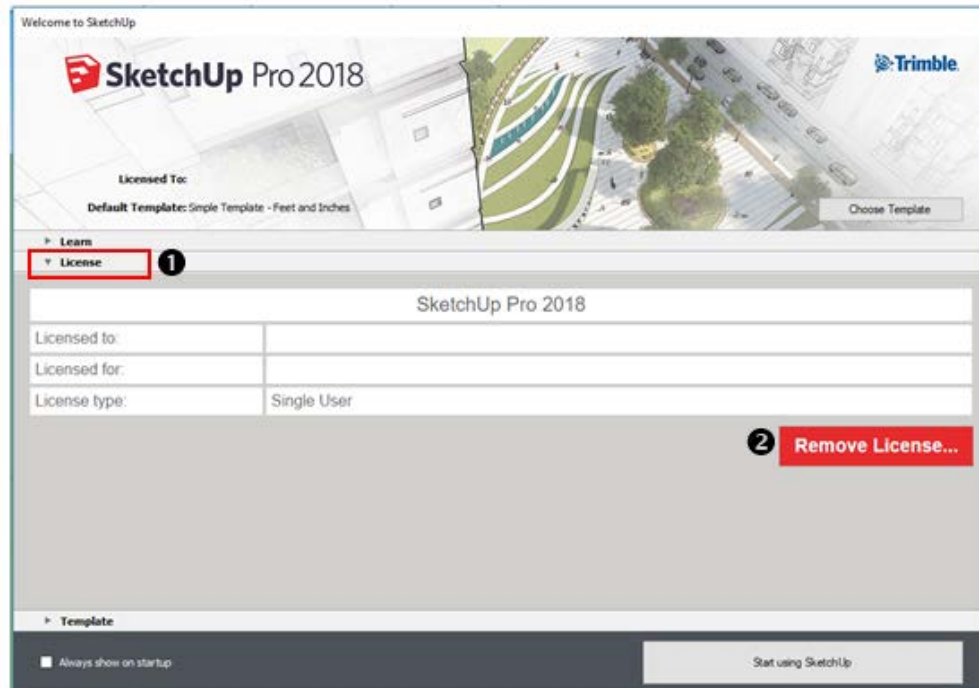 Welcome to SketchUp
SketchUp Pro 2018
Trimble.
Licensed To:
Default Template: Simple Template - Feet and Inches
Choose Template
Learn
License
1
SketchUp Pro 2018
Licensed to:
Licensed for:
License type: Single User
2 Remove License...
Template
Always show on startup
Start using SketchUp